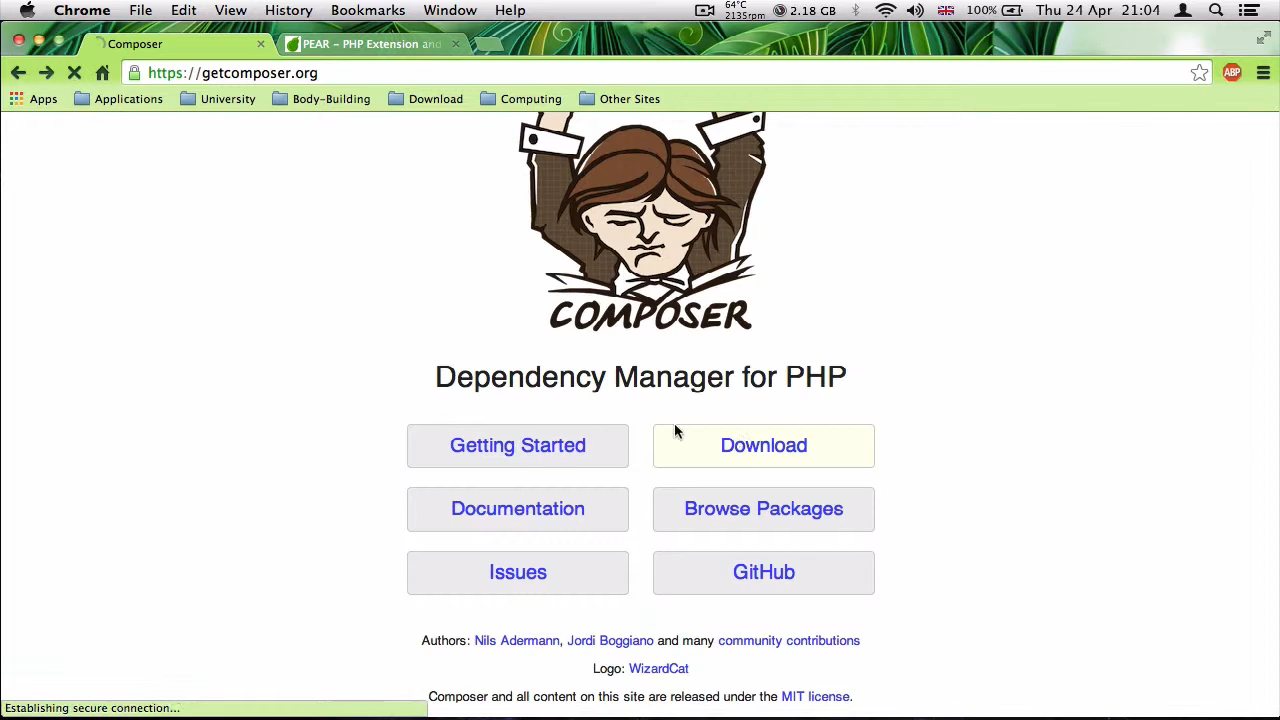 Chrome File Edit View History Bookmarks Window Help 64°C 2135rpm 2.18 GB 100% Thu 24 Apr 21:04
Composer PEAR – PHP Extension and
https://getcomposer.org ABP
Apps Applications University Body-Building Download Computing Other Sites
COMPOSER
Dependency Manager for PHP
Getting Started Download
Documentation Browse Packages
Issues GitHub
Authors: Nils Adermann, Jordi Boggiano and many community contributions
Logo: WizardCat
Composer and all content on this site are released under the MIT license.
Establishing secure connection...